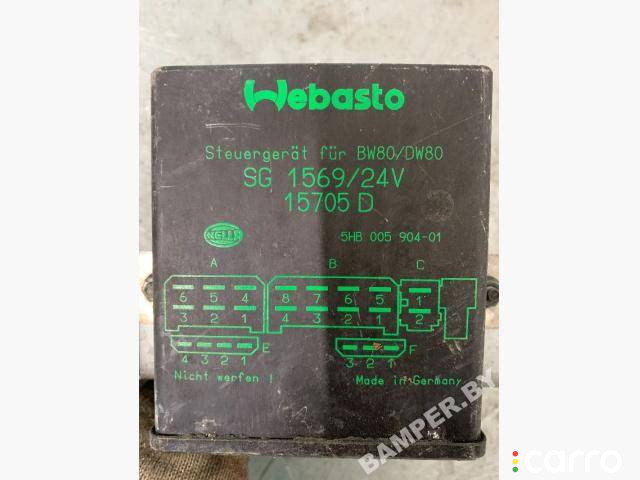 Webasto
Steuergerät für BW80/DW80
SG 1569/24V
15705 D
HELLA 5HB 005 904-01
A B C
6 5 4 8 7 6 5 1
3 2 1 4 3 2 1 2
E F
4 3 2 1 3 2 1
Nicht werfen ! Made in Germany
BAMPER.BY
carro